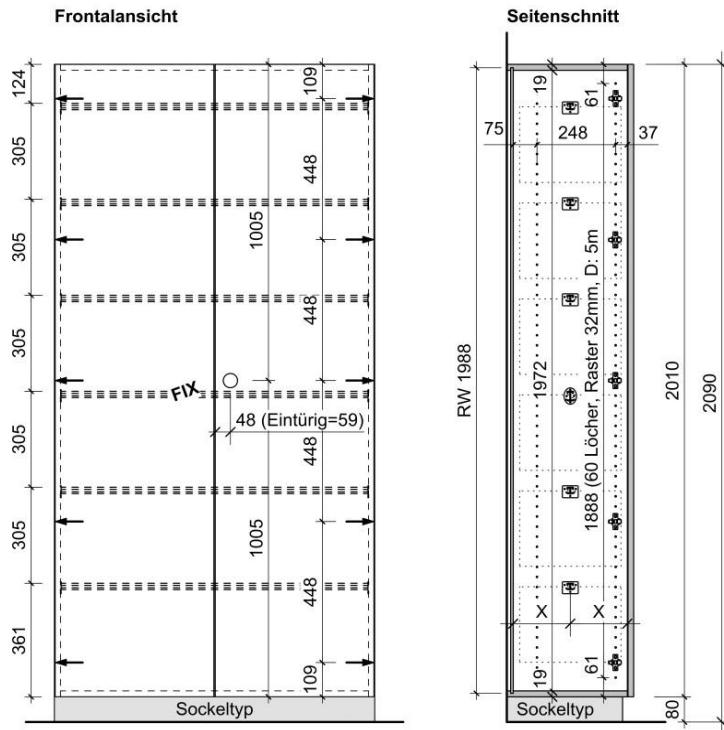 Frontalansicht
124
305
305
305
305
305
361
109
448
1005
448
FIX
48 (Eintürig=59)
448
1005
448
109
Sockeltyp
Seitenschnitt
19
61
75
248
37
RW 1988
1972
1888 (60 Löcher, Raster 32mm, D: 5m
2010
2090
X
X
19
61
Sockeltyp
80